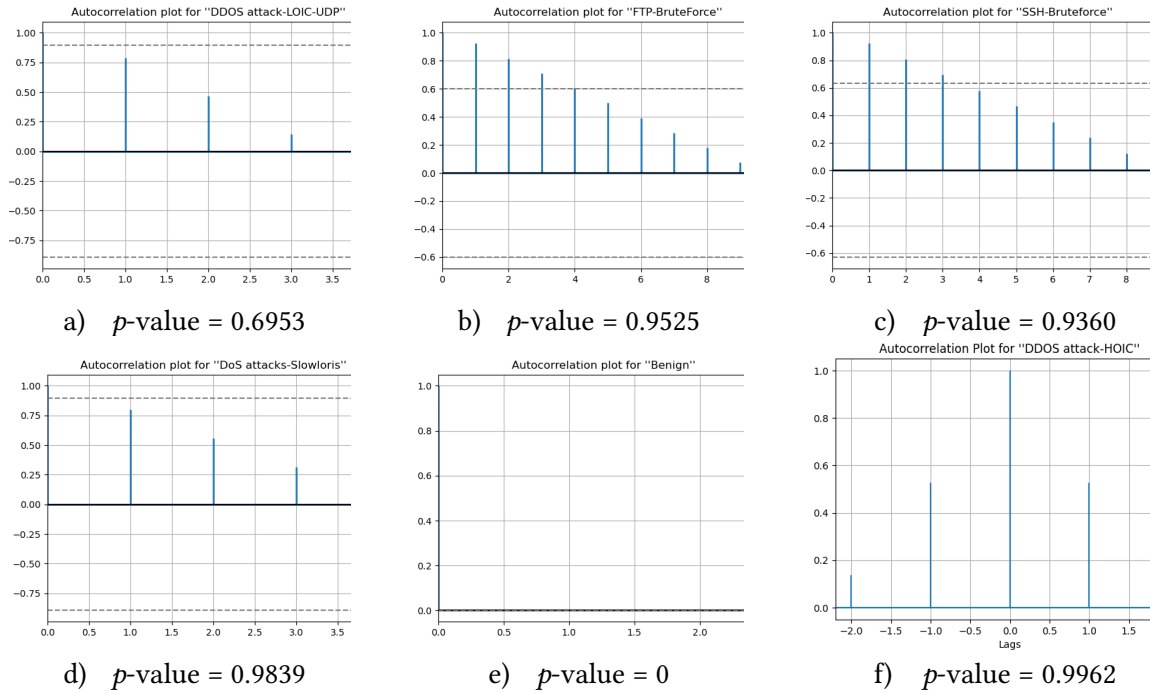 Autocorrelation plot for "DDOS attack-LOIC-UDP"
1.00
0.75
0.50
0.25
0.00
−0.25
−0.50
−0.75
0.0 0.5 1.0 1.5 2.0 2.5 3.0 3.5
a) p-value = 0.6953
Autocorrelation plot for "FTP-BruteForce"
1.0
0.8
0.6
0.4
0.2
0.0
−0.2
−0.4
−0.6
0 2 4 6 8
b) p-value = 0.9525
Autocorrelation plot for "SSH-Bruteforce"
1.0
0.8
0.6
0.4
0.2
0.0
−0.2
−0.4
−0.6
0 1 2 3 4 5 6 7 8
c) p-value = 0.9360
Autocorrelation plot for "DoS attacks-Slowloris"
1.00
0.75
0.50
0.25
0.00
−0.25
−0.50
−0.75
0.0 0.5 1.0 1.5 2.0 2.5 3.0 3.5
d) p-value = 0.9839
Autocorrelation plot for "Benign"
1.0
0.8
0.6
0.4
0.2
0.0
0.0 0.5 1.0 1.5 2.0
e) p-value = 0
Autocorrelation Plot for "DDOS attack-HOIC"
1.0
0.8
0.6
0.4
0.2
0.0
−2.0 −1.5 −1.0 −0.5 0.0 0.5 1.0 1.5
Lags
f) p-value = 0.9962